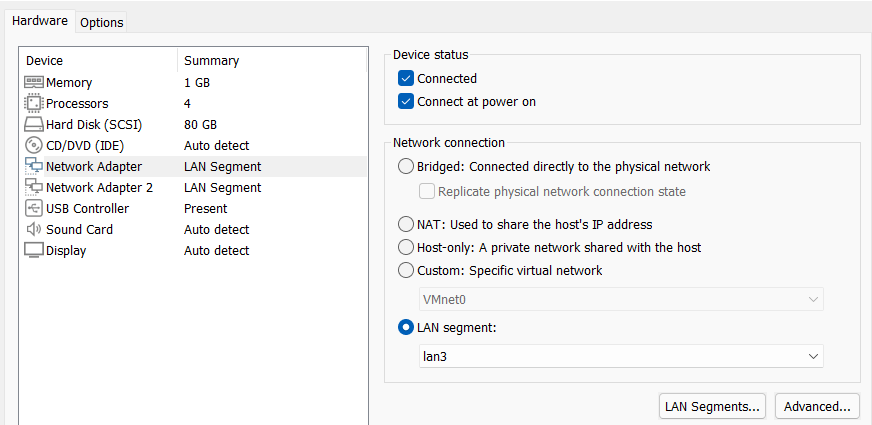 Hardware
Options
Device Summary
Memory 1 GB
Processors 4
Hard Disk (SCSI) 80 GB
CD/DVD (IDE) Auto detect
Network Adapter LAN Segment
Network Adapter 2 LAN Segment
USB Controller Present
Sound Card Auto detect
Display Auto detect
Device status
Connected
Connect at power on
Network connection
Bridged: Connected directly to the physical network
Replicate physical network connection state
NAT: Used to share the host's IP address
Host-only: A private network shared with the host
Custom: Specific virtual network
VMnet0
LAN segment:
lan3
LAN Segments... Advanced...